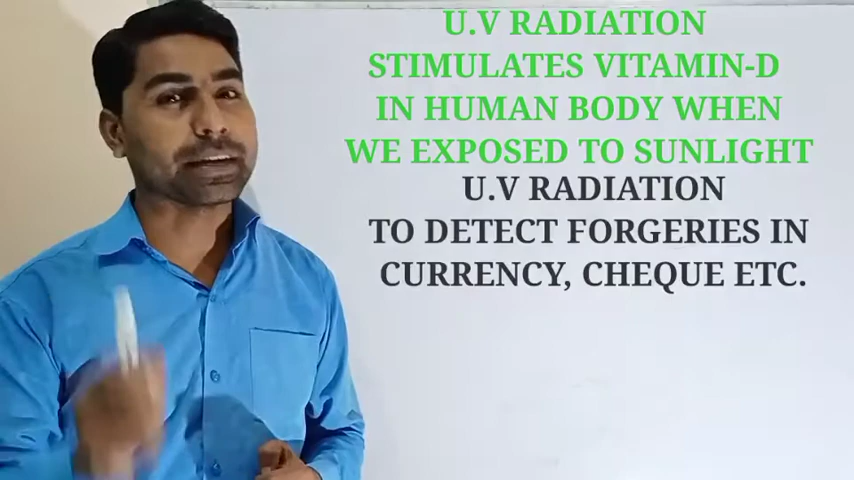 U.V RADIATION
STIMULATES VITAMIN-D
IN HUMAN BODY WHEN
WE EXPOSED TO SUNLIGHT
U.V RADIATION
TO DETECT FORGERIES IN
CURRENCY, CHEQUE ETC.